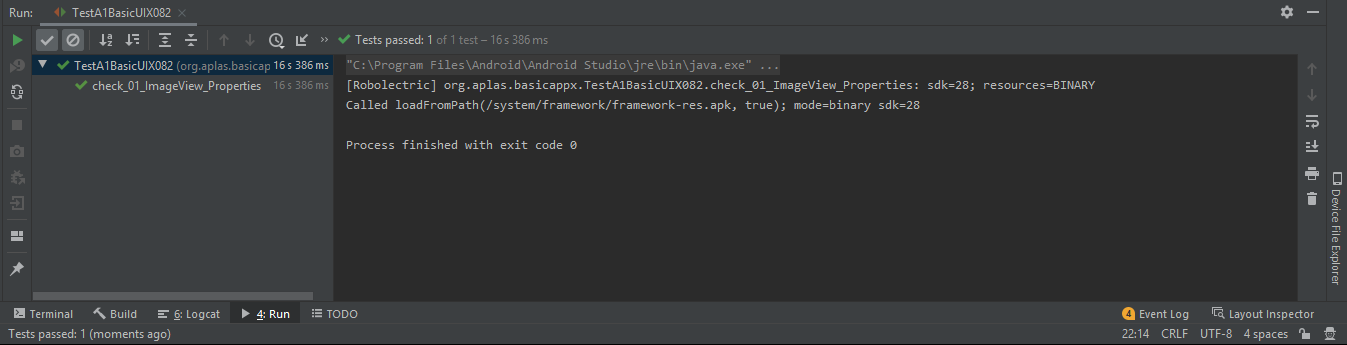 Run: TestA1BasicUIX082
Tests passed: 1 of 1 test – 16 s 386 ms
TestA1BasicUIX082 (org.aplas.basicap 16 s 386 ms
check_01_ImageView_Properties 16 s 386 ms
"C:\Program Files\Android\Android Studio\jre\bin\java.exe" ...
[Robolectric] org.aplas.basicappx.TestA1BasicUIX082.check_01_ImageView_Properties: sdk=28; resources=BINARY
Called loadFromPath(/system/framework/framework-res.apk, true); mode=binary sdk=28
Process finished with exit code 0
Device File Explorer
Terminal Build 6: Logcat 4: Run TODO 4 Event Log Layout Inspector
Tests passed: 1 (moments ago) 22:14 CRLF UTF-8 4 spaces